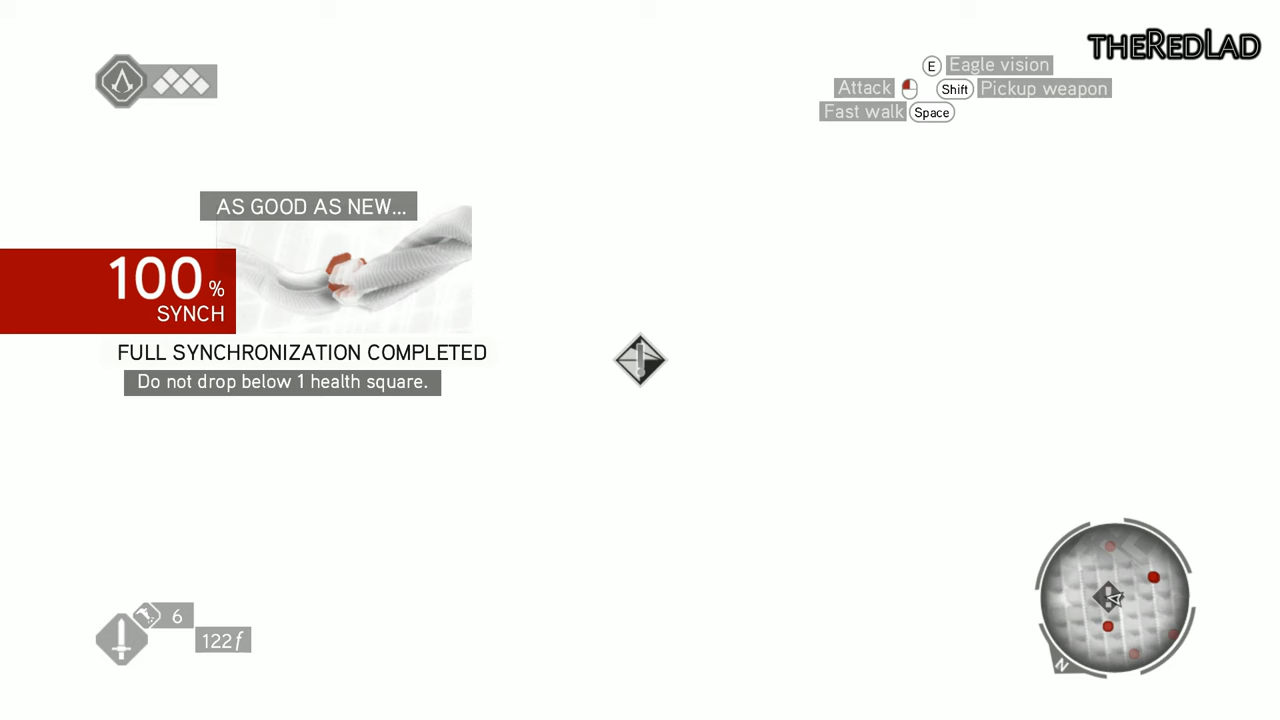 THEREDLAD
E Eagle vision
Attack Shift Pickup weapon
Fast walk Space
AS GOOD AS NEW...
100 %
SYNCH
FULL SYNCHRONIZATION COMPLETED
Do not drop below 1 health square.
6
122ƒ
N